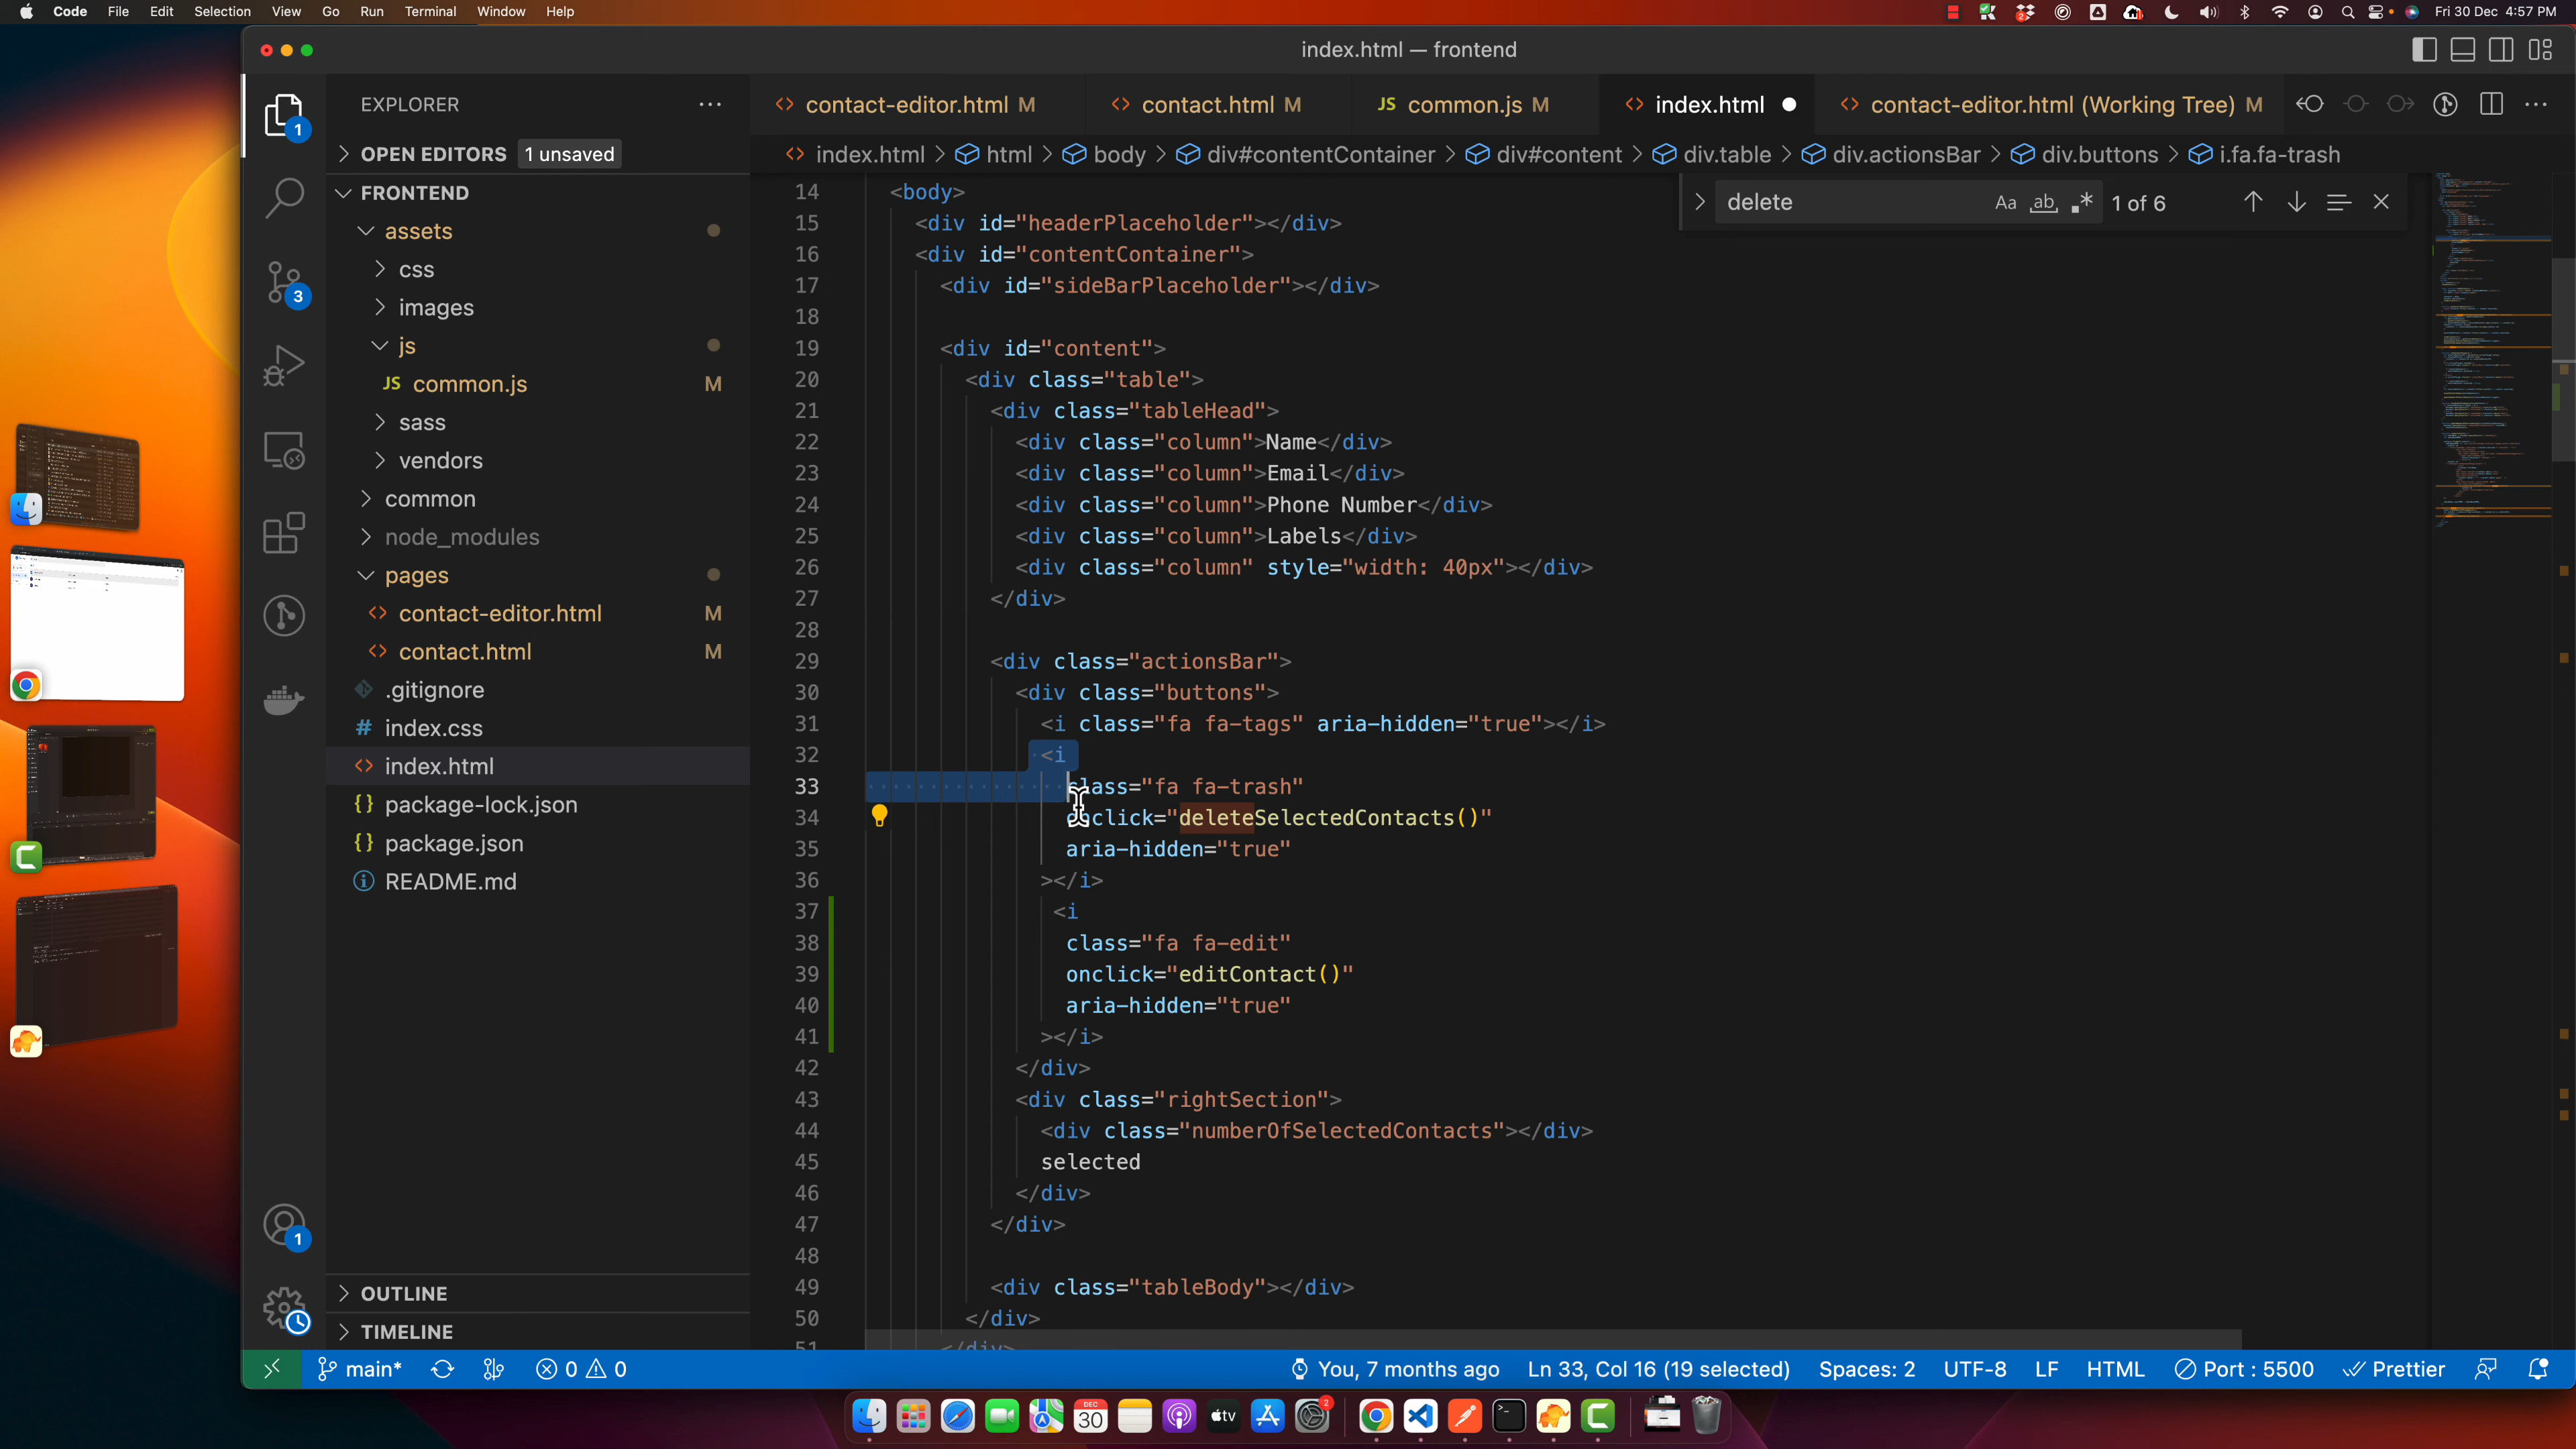 Code File Edit Selection View Go Run Terminal Window Help
Fri 30 Dec 4:57 PM
index.html — frontend
EXPLORER
OPEN EDITORS 1 unsaved
FRONTEND
assets
css
images
js
JS common.js M
sass
vendors
common
node_modules
pages
contact-editor.html M
contact.html M
.gitignore
# index.css
index.html
{} package-lock.json
{} package.json
README.md
OUTLINE
TIMELINE
1
3
1
contact-editor.html M
contact.html M
JS common.js M
index.html
contact-editor.html (Working Tree) M
index.html > html > body > div#contentContainer > div#content > div.table > div.actionsBar > div.buttons > i.fa.fa-trash
delete Aa ab 1 of 6
14 <body>
15 <div id="headerPlaceholder"></div>
16 <div id="contentContainer">
17 <div id="sideBarPlaceholder"></div>
18
19 <div id="content">
20 <div class="table">
21 <div class="tableHead">
22 <div class="column">Name</div>
23 <div class="column">Email</div>
24 <div class="column">Phone Number</div>
25 <div class="column">Labels</div>
26 <div class="column" style="width: 40px"></div>
27 </div>
28
29 <div class="actionsBar">
30 <div class="buttons">
31 <i class="fa fa-tags" aria-hidden="true"></i>
32 <i
33 class="fa fa-trash"
34 onclick="deleteSelectedContacts()"
35 aria-hidden="true"
36 ></i>
37 <i
38 class="fa fa-edit"
39 onclick="editContact()"
40 aria-hidden="true"
41 ></i>
42 </div>
43 <div class="rightSection">
44 <div class="numberOfSelectedContacts"></div>
45 selected
46 </div>
47 </div>
48
49 <div class="tableBody"></div>
50 </div>
51 </div>
main* 0 0
You, 7 months ago Ln 33, Col 16 (19 selected) Spaces: 2 UTF-8 LF HTML Port : 5500 Prettier
DEC
30
tv
2